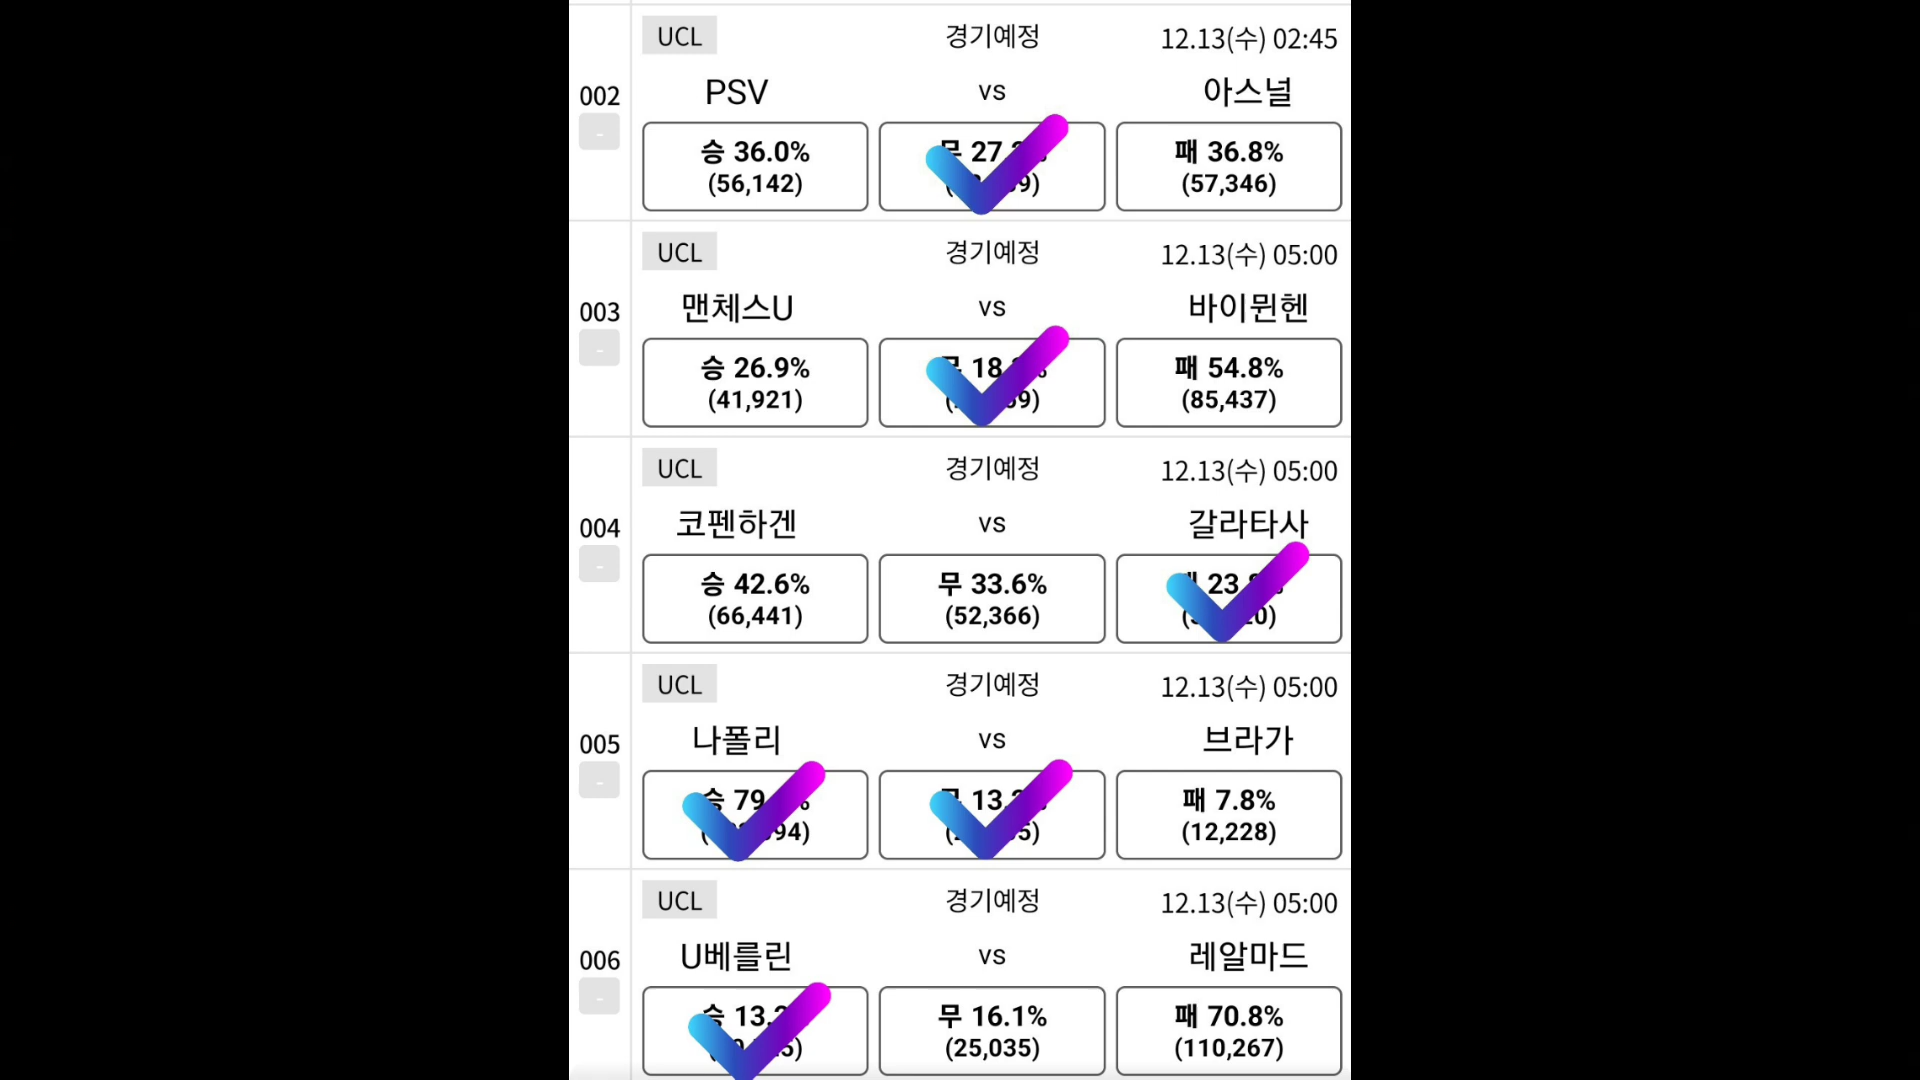 UCL 경기예정 12.13(수) 02:45
002 PSV vs 아스널
-
승 36.0% 무 패 36.8%
(56,142) (57,346)
UCL 경기예정 12.13(수) 05:00
003 맨체스U vs 바이뮌헨
-
승 26.9% 패 54.8%
(41,921) (85,437)
UCL 경기예정 12.13(수) 05:00
004 코펜하겐 vs 갈라타사
-
승 42.6% 무 33.6%
(66,441) (52,366)
UCL 경기예정 12.13(수) 05:00
005 나폴리 vs 브라가
-
승 패 7.8%
(12,228)
UCL 경기예정 12.13(수) 05:00
006 U베를린 vs 레알마드
-
승 무 16.1% 패 70.8%
(25,035) (110,267)